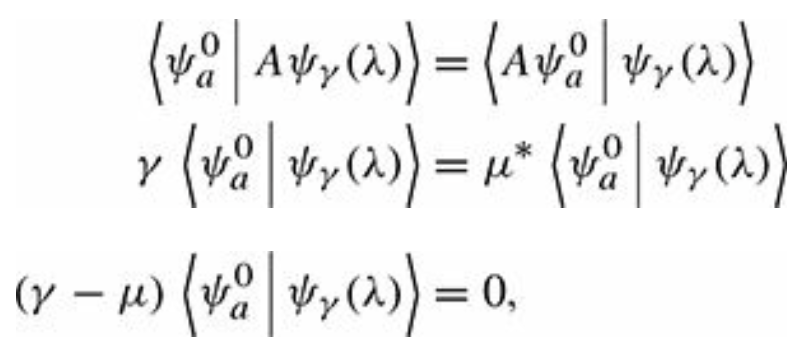 ⟨ψ_a^0 | Aψ_γ(λ)⟩ = ⟨Aψ_a^0 | ψ_γ(λ)⟩
γ ⟨ψ_a^0 | ψ_γ(λ)⟩ = μ* ⟨ψ_a^0 | ψ_γ(λ)⟩
(γ − μ) ⟨ψ_a^0 | ψ_γ(λ)⟩ = 0,